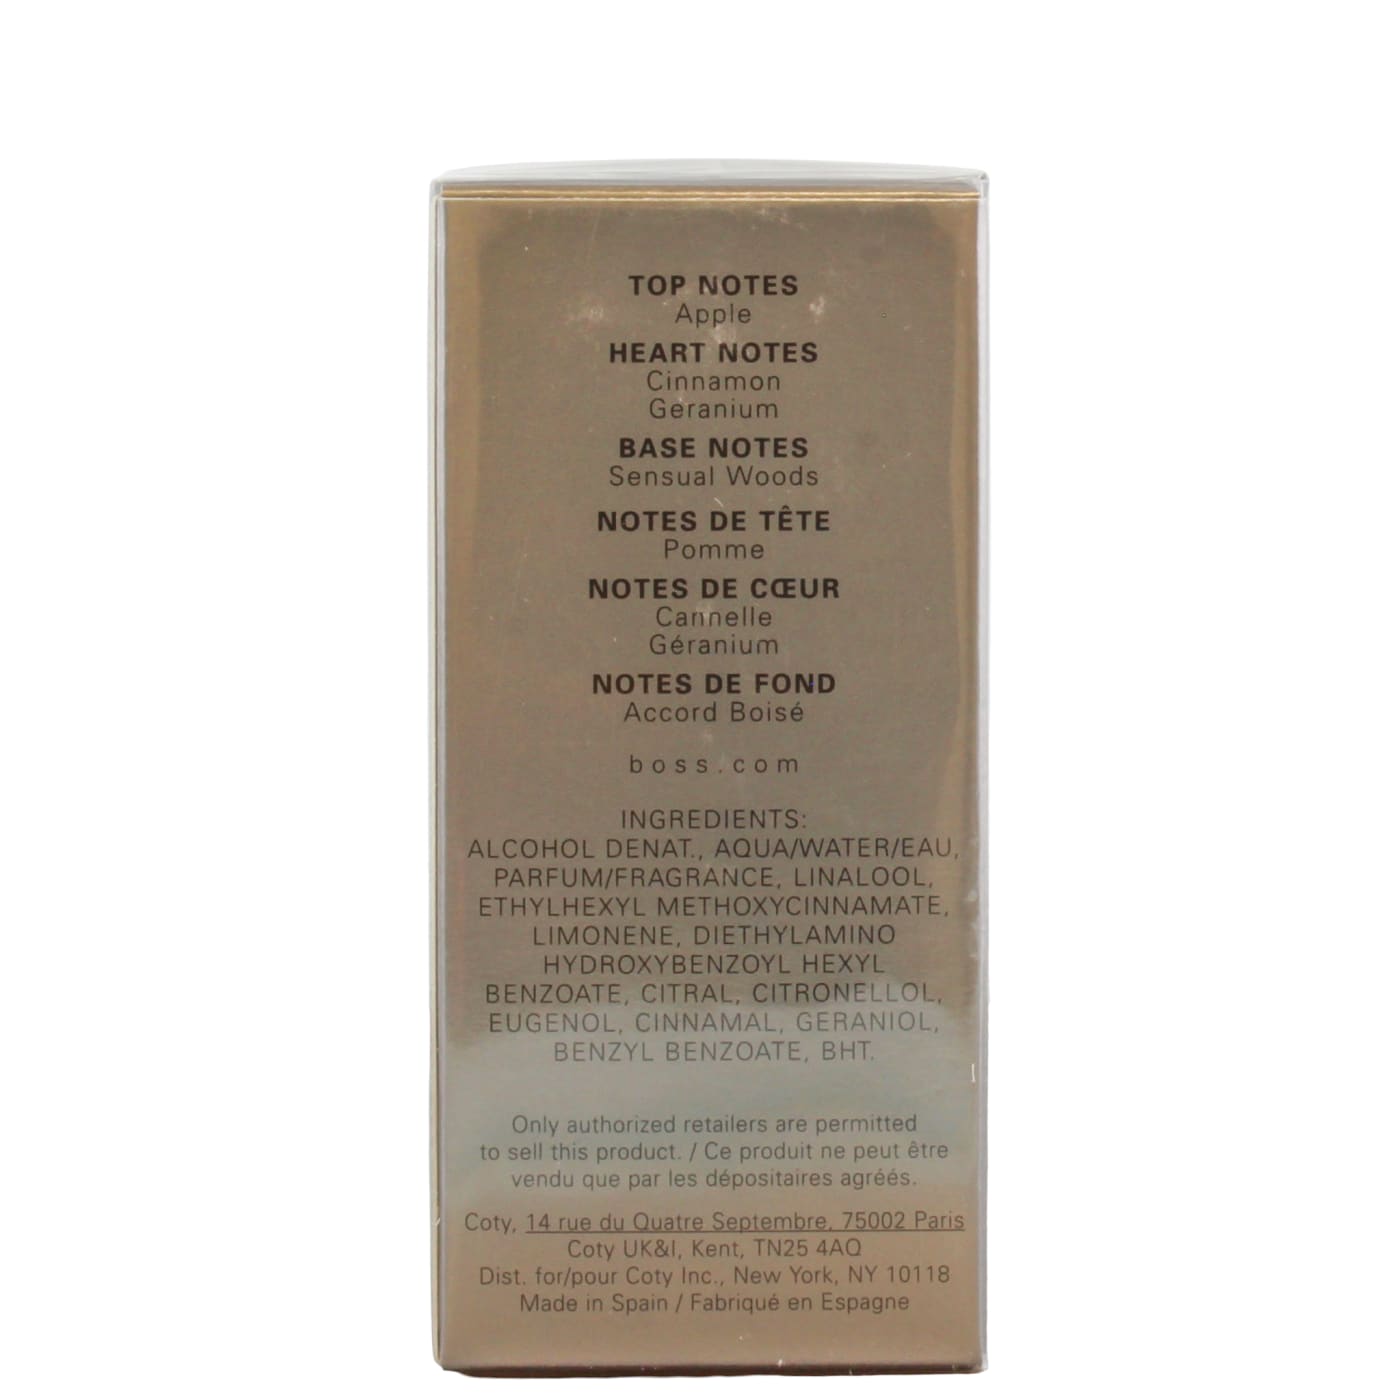 TOP NOTES
Apple
HEART NOTES
Cinnamon
Geranium
BASE NOTES
Sensual Woods
NOTES DE TÊTE
Pomme
NOTES DE CŒUR
Cannelle
Géranium
NOTES DE FOND
Accord Boisé
boss.com
INGREDIENTS:
ALCOHOL DENAT., AQUA/WATER/EAU,
PARFUM/FRAGRANCE, LINALOOL,
ETHYLHEXYL METHOXYCINNAMATE,
LIMONENE, DIETHYLAMINO
HYDROXYBENZOYL HEXYL
BENZOATE, CITRAL, CITRONELLOL,
EUGENOL, CINNAMAL, GERANIOL,
BENZYL BENZOATE, BHT.
Only authorized retailers are permitted
to sell this product. / Ce produit ne peut être
vendu que par les dépositaires agréés.
Coty, 14 rue du Quatre Septembre, 75002 Paris
Coty UK&I, Kent, TN25 4AQ
Dist. for/pour Coty Inc., New York, NY 10118
Made in Spain / Fabriqué en Espagne